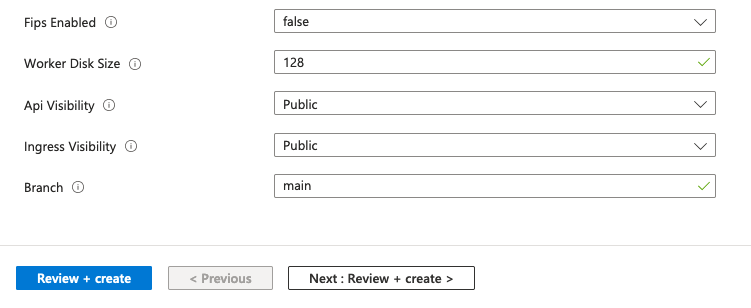 Fips Enabled false
Worker Disk Size 128
Api Visibility Public
Ingress Visibility Public
Branch main
Review + create < Previous Next : Review + create >